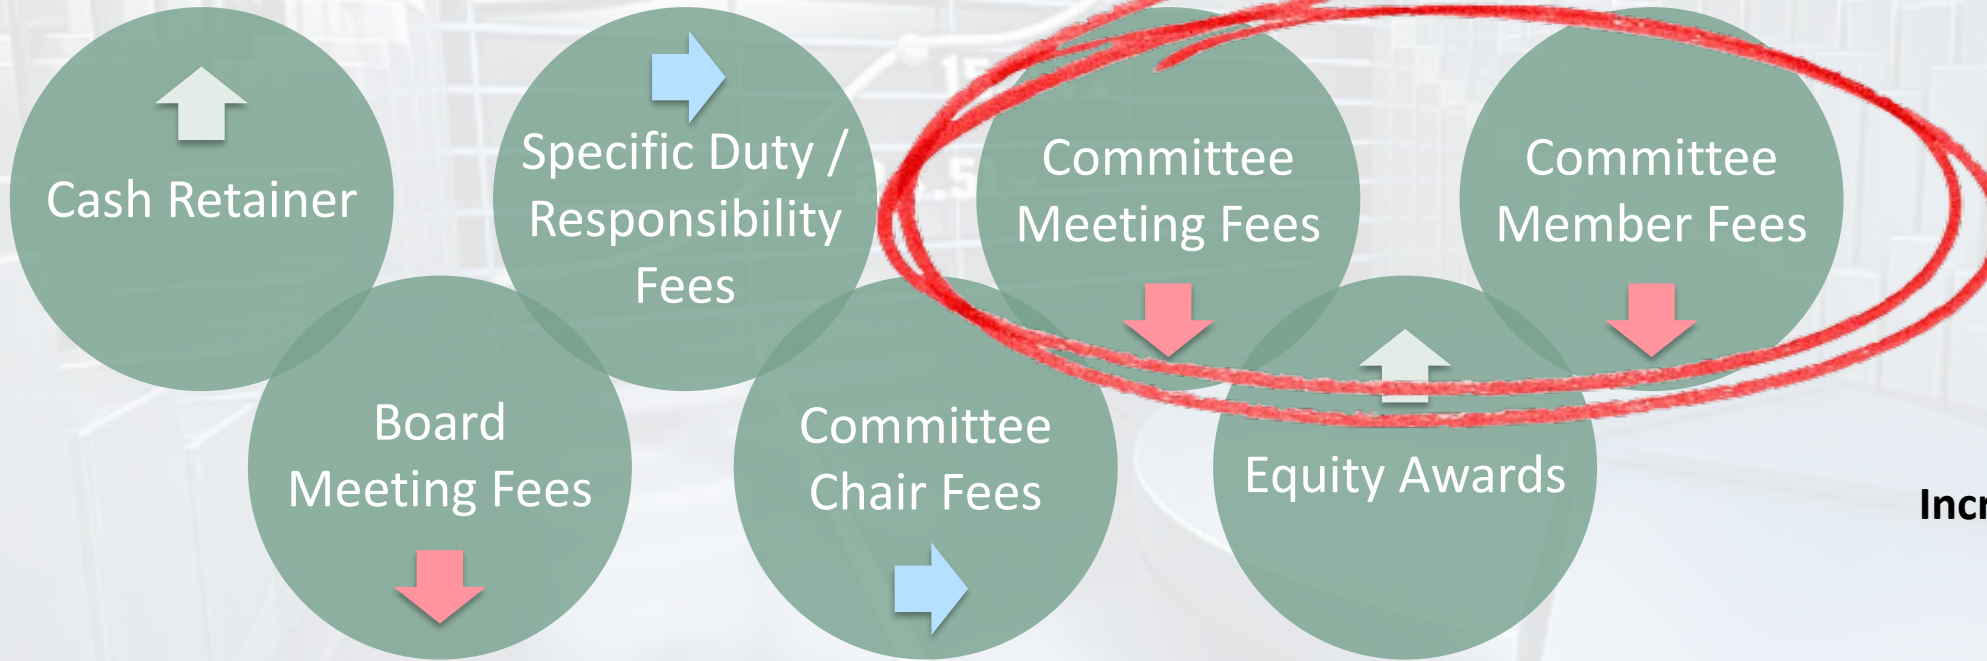 Cash Retainer
Specific Duty /
Responsibility
Fees
Committee
Meeting Fees
Committee
Member Fees
Board
Meeting Fees
Committee
Chair Fees
Equity Awards
Incr